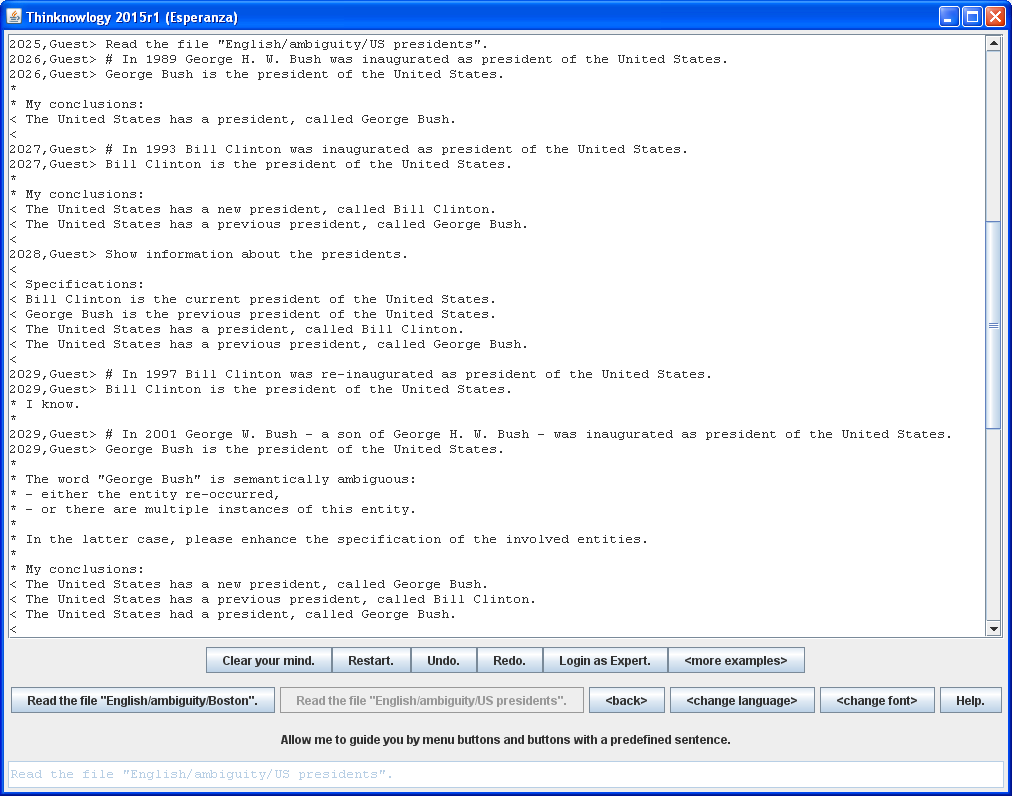 Thinknowlogy 2015r1 (Esperanza)
2025,Guest> Read the file "English/ambiguity/US presidents".
2026,Guest> # In 1989 George H. W. Bush was inaugurated as president of the United States.
2026,Guest> George Bush is the president of the United States.
*
* My conclusions:
< The United States has a president, called George Bush.
<
2027,Guest> # In 1993 Bill Clinton was inaugurated as president of the United States.
2027,Guest> Bill Clinton is the president of the United States.
*
* My conclusions:
< The United States has a new president, called Bill Clinton.
< The United States has a previous president, called George Bush.
<
2028,Guest> Show information about the presidents.
<
< Specifications:
< Bill Clinton is the current president of the United States.
< George Bush is the previous president of the United States.
< The United States has a president, called Bill Clinton.
< The United States has a previous president, called George Bush.
<
2029,Guest> # In 1997 Bill Clinton was re-inaugurated as president of the United States.
2029,Guest> Bill Clinton is the president of the United States.
* I know.
*
2029,Guest> # In 2001 George W. Bush - a son of George H. W. Bush - was inaugurated as president of the United States.
2029,Guest> George Bush is the president of the United States.
*
* The word "George Bush" is semantically ambiguous:
* - either the entity re-occurred,
* - or there are multiple instances of this entity.
*
* In the latter case, please enhance the specification of the involved entities.
*
* My conclusions:
< The United States has a new president, called George Bush.
< The United States has a previous president, called Bill Clinton.
< The United States had a president, called George Bush.
<
Clear your mind. Restart. Undo. Redo. Login as Expert. <more examples>
Read the file "English/ambiguity/Boston". Read the file "English/ambiguity/US presidents". <back> <change language> <change font> Help.
Allow me to guide you by menu buttons and buttons with a predefined sentence.
Read the file "English/ambiguity/US presidents".